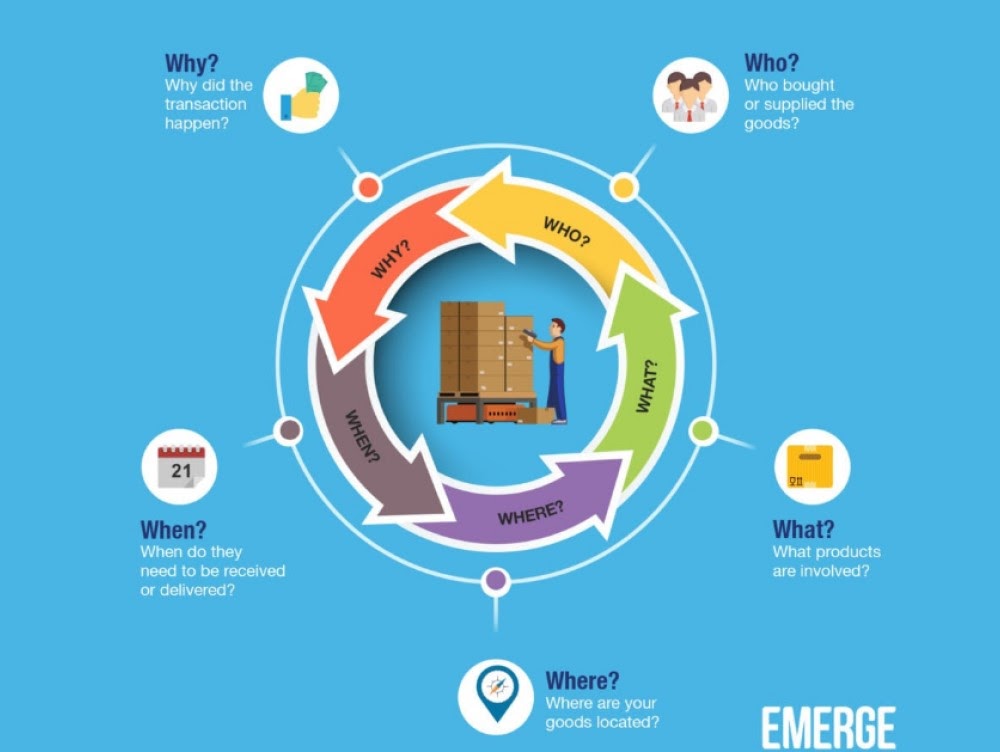 Why?
Why did the
transaction
happen?
Who?
Who bought
or supplied the
goods?
WHY?
WHO?
WHEN?
WHAT?
WHERE?
21
When?
When do they
need to be received
or delivered?
What?
What products
are involved?
Where?
Where are your
goods located?
EMERGE